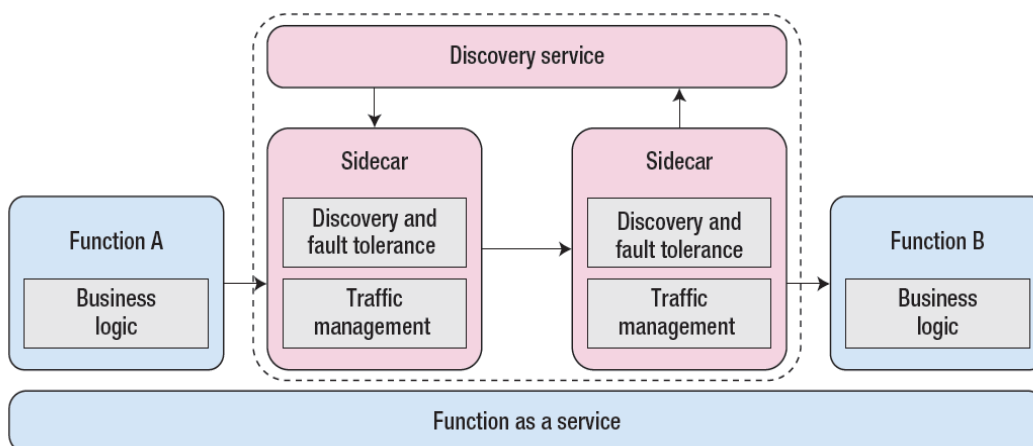 Discovery service
Sidecar
Discovery and
fault tolerance
Traffic
management
Sidecar
Discovery and
fault tolerance
Traffic
management
Function A
Business
logic
Function B
Business
logic
Function as a service